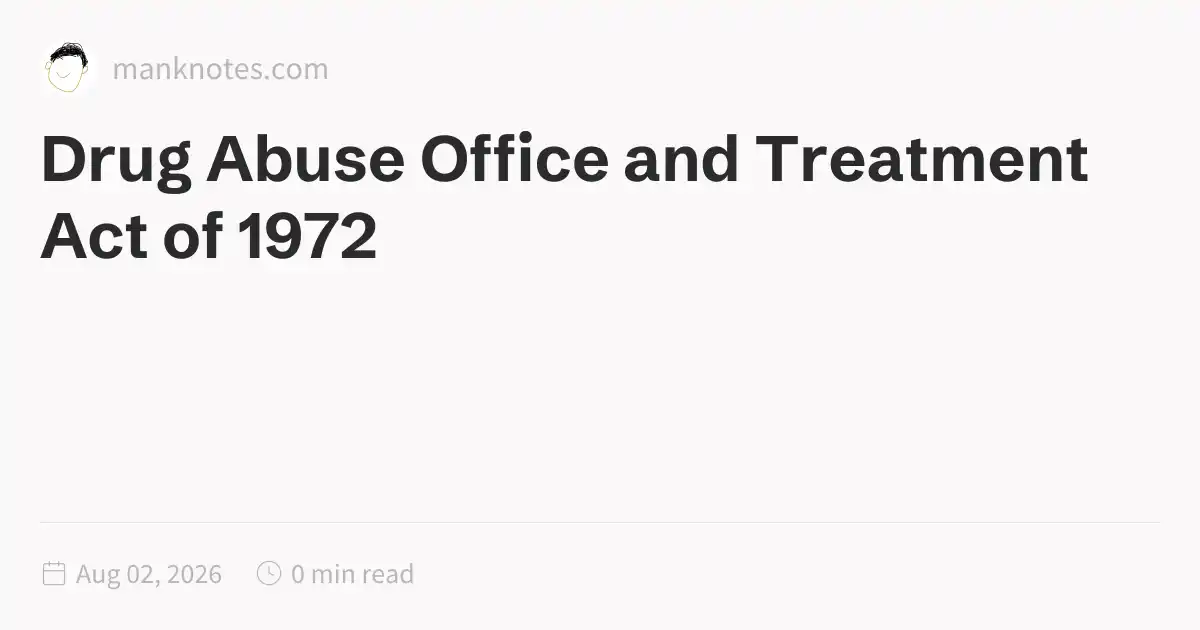 manknotes.com
Drug Abuse Office and Treatment
Act of 1972
Aug 02, 2026 0 min read